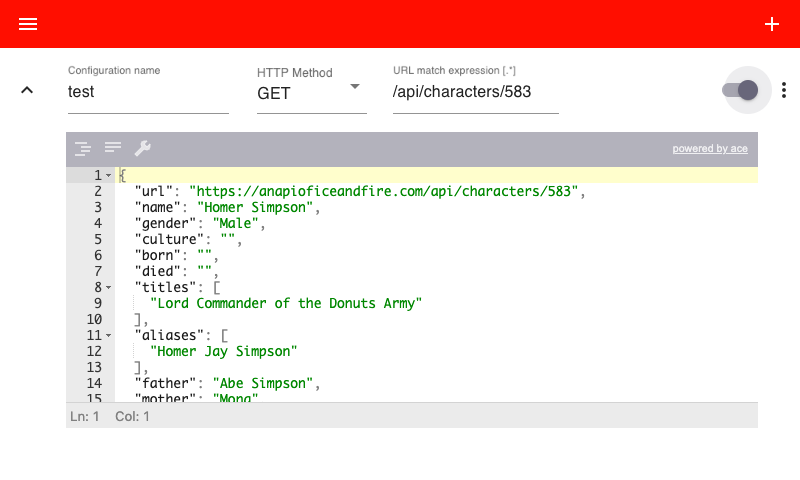 Configuration name
test
HTTP Method
GET
URL match expression [.*]
/api/characters/583
powered by ace
1 {
2 "url": "https://anapioficeandfire.com/api/characters/583",
3 "name": "Homer Simpson",
4 "gender": "Male",
5 "culture": "",
6 "born": "",
7 "died": "",
8 "titles": [
9 "Lord Commander of the Donuts Army"
10 ],
11 "aliases": [
12 "Homer Jay Simpson"
13 ],
14 "father": "Abe Simpson",
15 "mother": "Mona"
Ln: 1 Col: 1